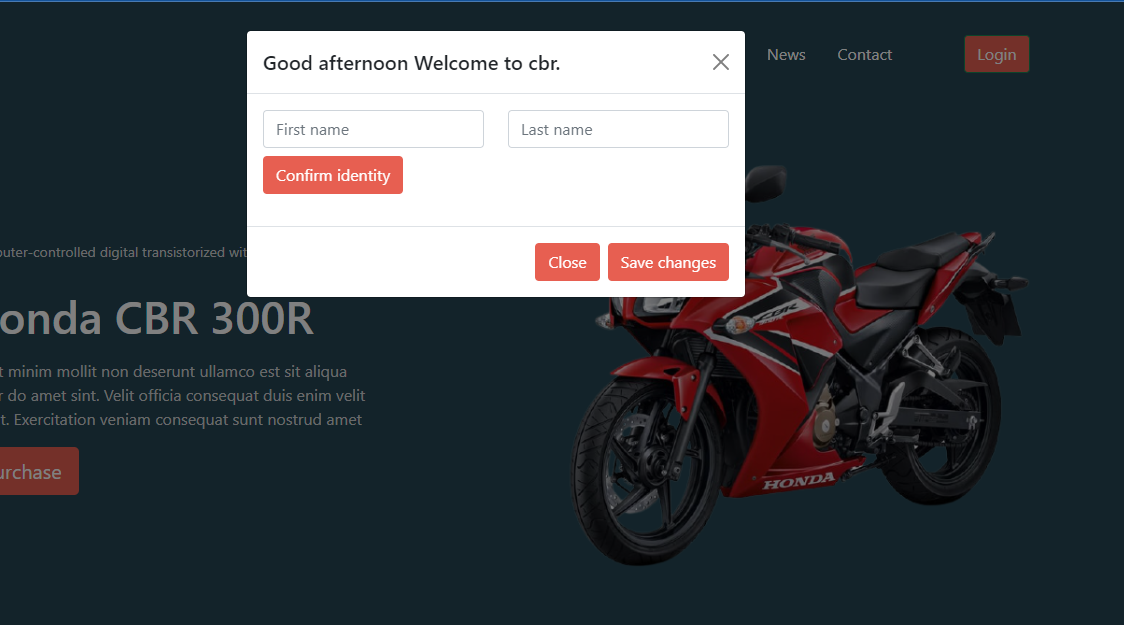 Good afternoon Welcome to cbr.
News
Contact
Login
First name
Last name
Confirm identity
Close
Save changes
outer-controlled digital transistorized wit
onda CBR 300R
t minim mollit non deserunt ullamco est sit aliqua
r do amet sint. Velit officia consequat duis enim velit
t. Exercitation veniam consequat sunt nostrud amet
urchase
HONDA